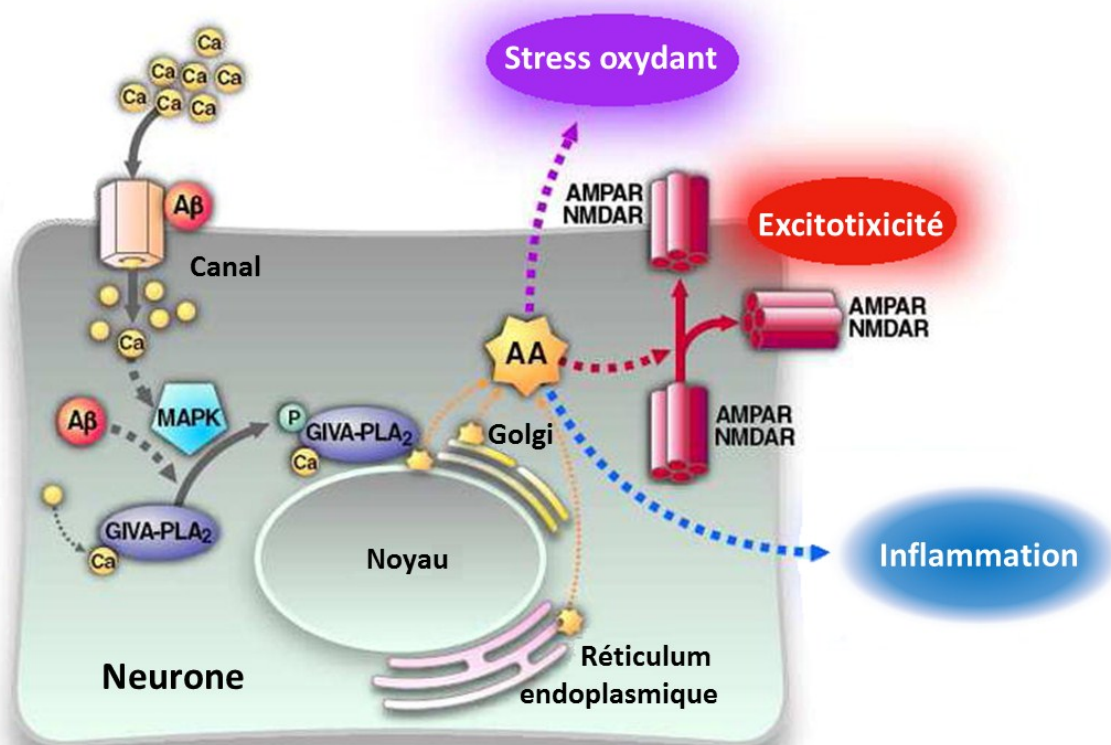 Ca
Ca Ca Ca
Ca Ca Ca
Stress oxydant
Aβ
AMPAR
NMDAR
Excitotixicité
Canal
Ca
AMPAR
NMDAR
AA
Aβ
MAPK
P
GIVA-PLA₂
Ca
Golgi
AMPAR
NMDAR
GIVA-PLA₂
Ca
Noyau
Inflammation
Neurone
Réticulum
endoplasmique